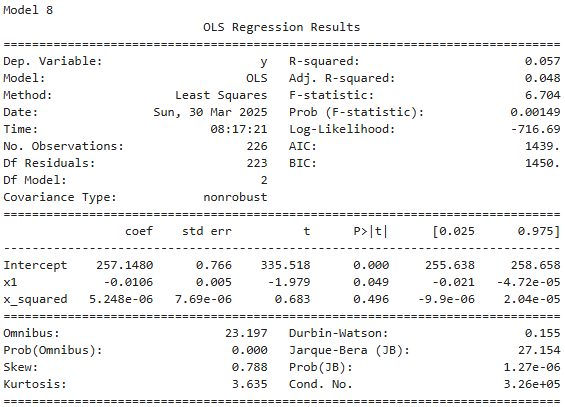 Model 8
OLS Regression Results
==============================================================================
Dep. Variable: y R-squared: 0.057
Model: OLS Adj. R-squared: 0.048
Method: Least Squares F-statistic: 6.704
Date: Sun, 30 Mar 2025 Prob (F-statistic): 0.00149
Time: 08:17:21 Log-Likelihood: -716.69
No. Observations: 226 AIC: 1439.
Df Residuals: 223 BIC: 1450.
Df Model: 2
Covariance Type: nonrobust
==============================================================================
coef std err t P>|t| [0.025 0.975]
------------------------------------------------------------------------------
Intercept 257.1480 0.766 335.518 0.000 255.638 258.658
x1 -0.0106 0.005 -1.979 0.049 -0.021 -4.72e-05
x_squared 5.248e-06 7.69e-06 0.683 0.496 -9.9e-06 2.04e-05
==============================================================================
Omnibus: 23.197 Durbin-Watson: 0.155
Prob(Omnibus): 0.000 Jarque-Bera (JB): 27.154
Skew: 0.788 Prob(JB): 1.27e-06
Kurtosis: 3.635 Cond. No. 3.26e+05
==============================================================================